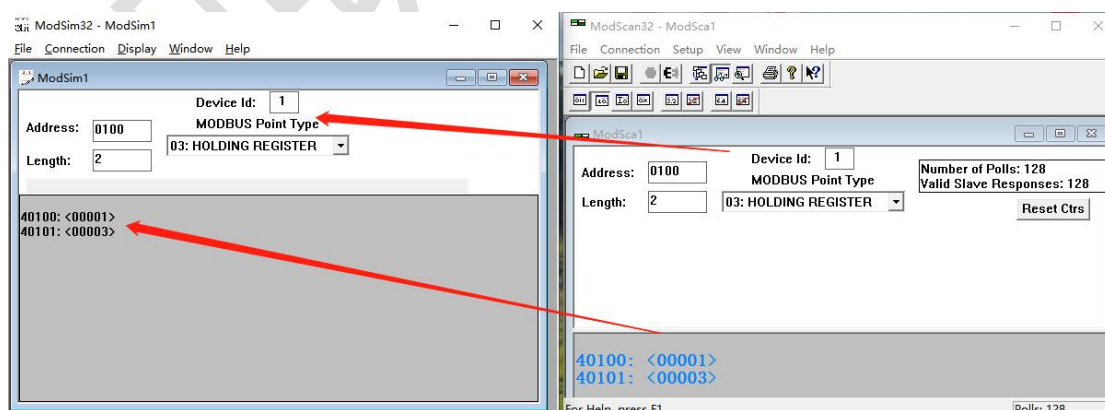 ModSim32 - ModSim1
File Connection Display Window Help
ModSim1
Device Id: 1
Address: 0100
MODBUS Point Type
03: HOLDING REGISTER
Length: 2
40100: <00001>
40101: <00003>
ModScan32 - ModSca1
File Connection Setup View Window Help
ModSca1
Device Id: 1
Address: 0100
MODBUS Point Type
Number of Polls: 128
Valid Slave Responses: 128
Length: 2
03: HOLDING REGISTER
Reset Ctrs
40100: <00001>
40101: <00003>
For Help, press F1
Polls: 128